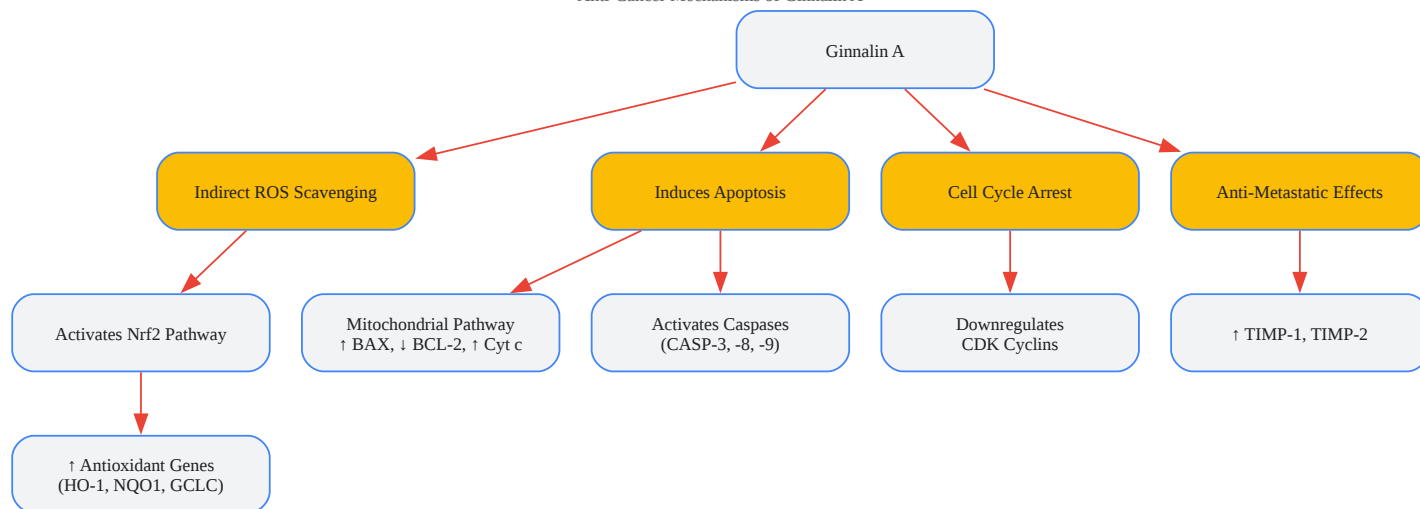 Ginnalin A
Indirect ROS Scavenging
Induces Apoptosis
Cell Cycle Arrest
Anti-Metastatic Effects
Activates Nrf2 Pathway
Mitochondrial Pathway
↑ BAX, ↓ BCL-2, ↑ Cyt c
Activates Caspases
(CASP-3, -8, -9)
Downregulates
CDK Cyclins
↑ TIMP-1, TIMP-2
↑ Antioxidant Genes
(HO-1, NQO1, GCLC)